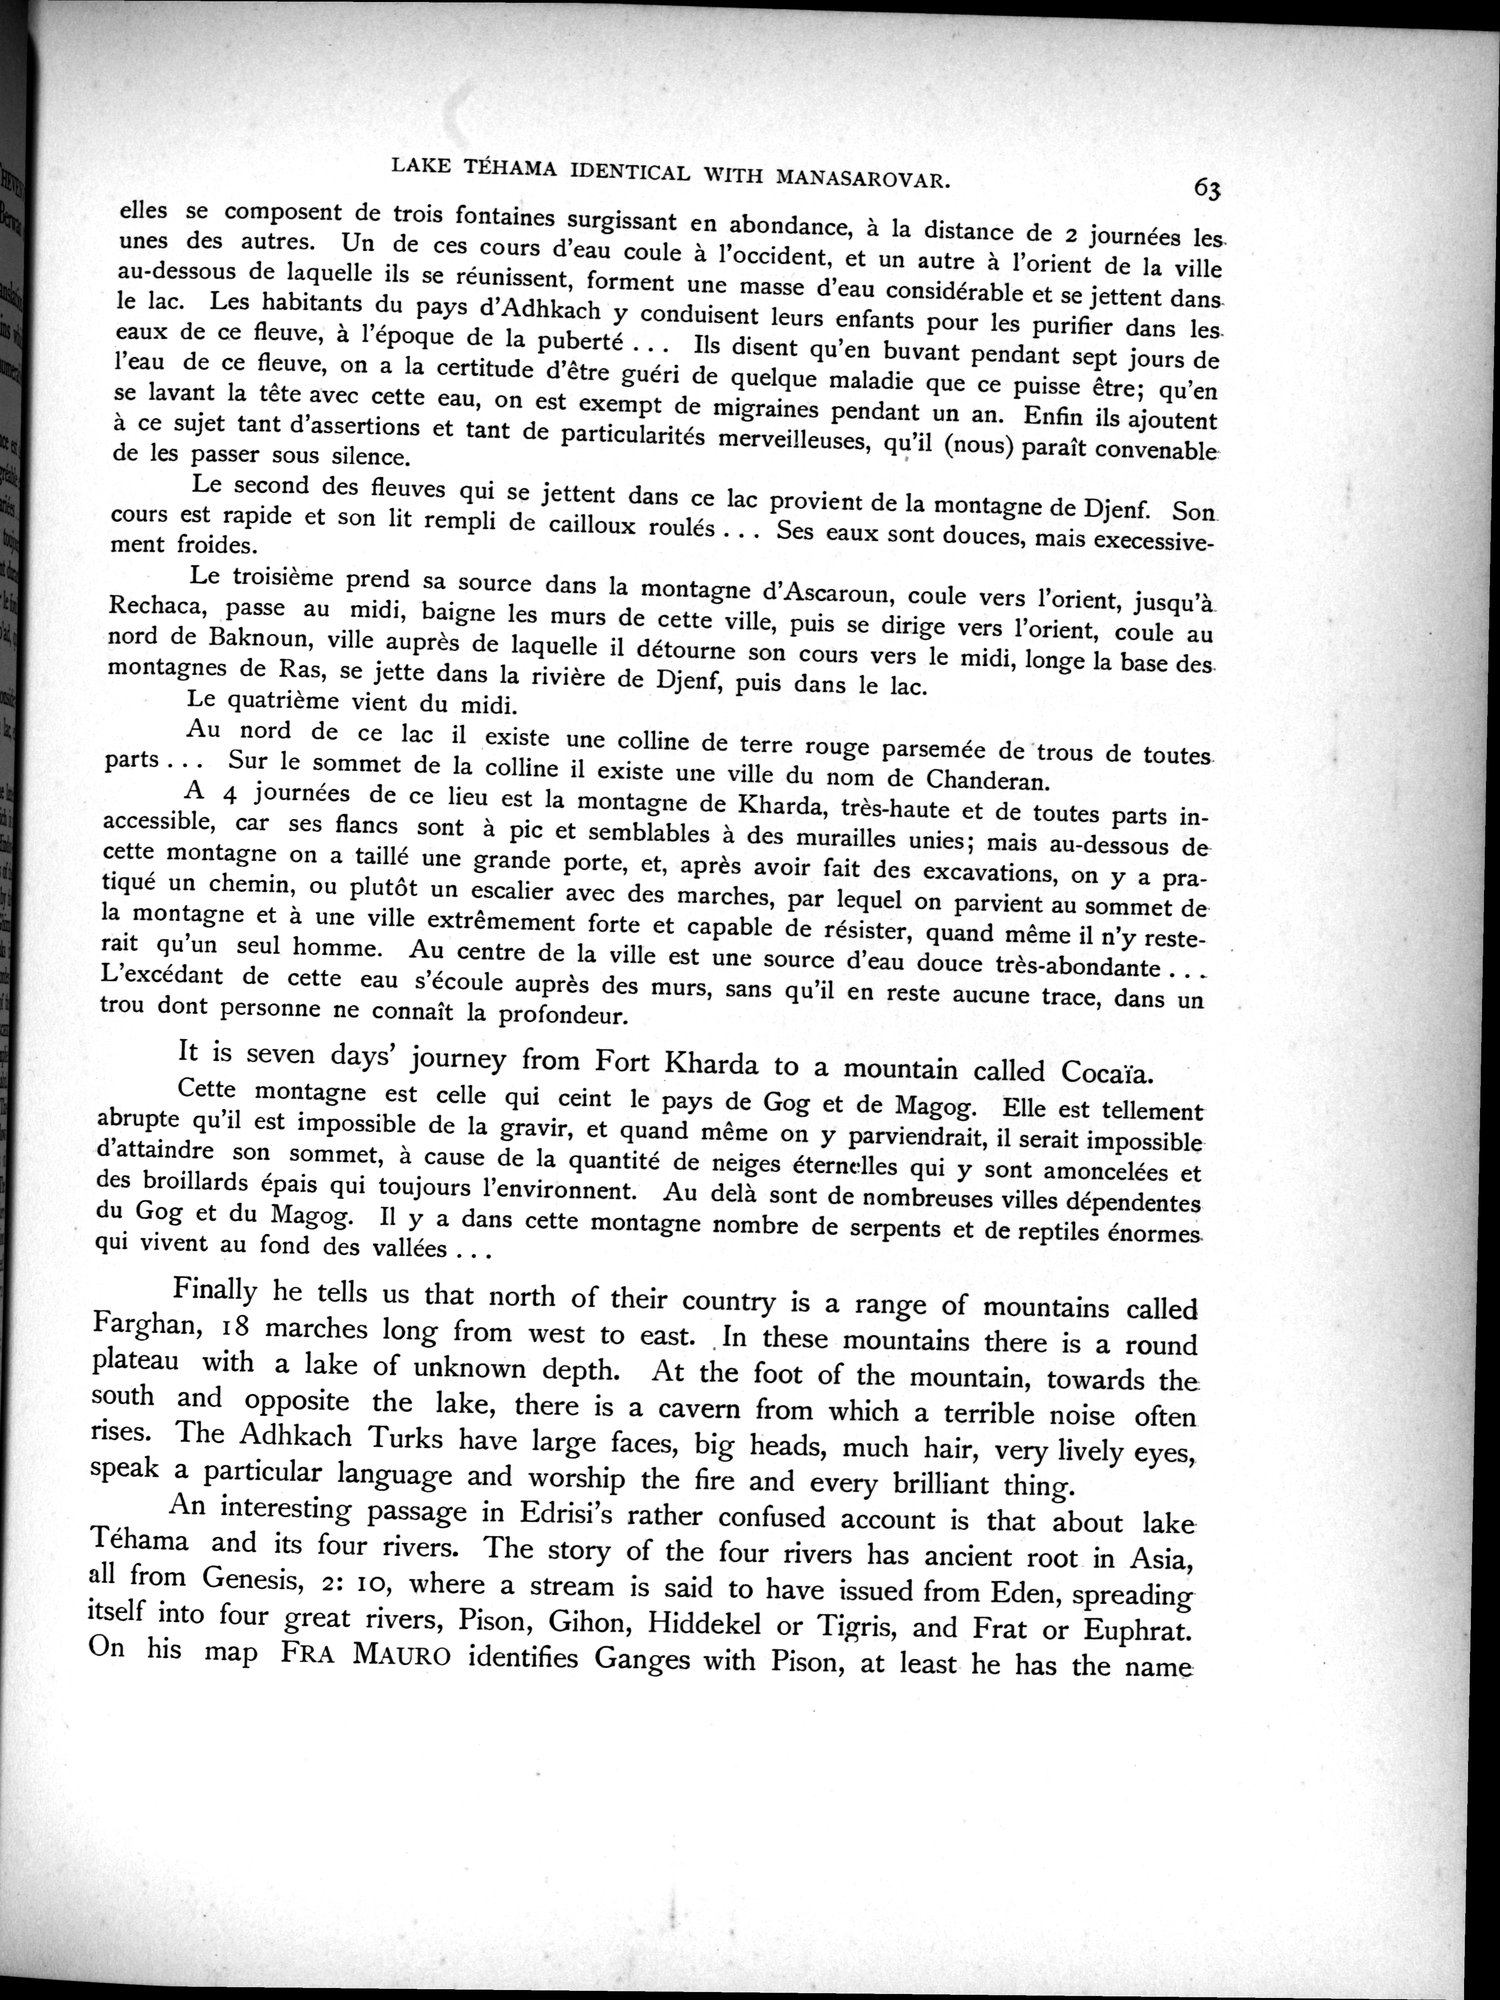 LAKE TÉHAMA IDENTICAL WITH MANASAROVAR. 63
elles se composent de trois fontaines surgissant en abondance, à la distance de 2 journées les
unes des autres. Un de ces cours d'eau coule à l'occident, et un autre à l'orient de la ville
au-dessous de laquelle ils se réunissent, forment une masse d'eau considérable et se jettent dans
le lac. Les habitants du pays d'Adhkach y conduisent leurs enfants pour les purifier dans les
eaux de ce fleuve, à l'époque de la puberté ... Ils disent qu'en buvant pendant sept jours de
l'eau de ce fleuve, on a la certitude d'être guéri de quelque maladie que ce puisse être; qu'en
se lavant la tête avec cette eau, on est exempt de migraines pendant un an. Enfin ils ajoutent
à ce sujet tant d'assertions et tant de particularités merveilleuses, qu'il (nous) paraît convenable
de les passer sous silence.
Le second des fleuves qui se jettent dans ce lac provient de la montagne de Djenf. Son
cours est rapide et son lit rempli de cailloux roulés ... Ses eaux sont douces, mais execessive-
ment froides.
Le troisième prend sa source dans la montagne d'Ascaroun, coule vers l'orient, jusqu'à
Rechaca, passe au midi, baigne les murs de cette ville, puis se dirige vers l'orient, coule au
nord de Baknoun, ville auprès de laquelle il détourne son cours vers le midi, longe la base des
montagnes de Ras, se jette dans la rivière de Djenf, puis dans le lac.
Le quatrième vient du midi.
Au nord de ce lac il existe une colline de terre rouge parsemée de trous de toutes
parts ... Sur le sommet de la colline il existe une ville du nom de Chanderan.
A 4 journées de ce lieu est la montagne de Kharda, très-haute et de toutes parts in-
accessible, car ses flancs sont à pic et semblables à des murailles unies; mais au-dessous de
cette montagne on a taillé une grande porte, et, après avoir fait des excavations, on y a pra-
tiqué un chemin, ou plutôt un escalier avec des marches, par lequel on parvient au sommet de
la montagne et à une ville extrêmement forte et capable de résister, quand même il n'y reste-
rait qu'un seul homme. Au centre de la ville est une source d'eau douce très-abondante ...
L'excédant de cette eau s'écoule auprès des murs, sans qu'il en reste aucune trace, dans un
trou dont personne ne connaît la profondeur.
It is seven days' journey from Fort Kharda to a mountain called Cocaïa.
Cette montagne est celle qui ceint le pays de Gog et de Magog. Elle est tellement
abrupte qu'il est impossible de la gravir, et quand même on y parviendrait, il serait impossible
d'attaindre son sommet, à cause de la quantité de neiges éternelles qui y sont amoncelées et
des broillards épais qui toujours l'environnent. Au delà sont de nombreuses villes dépendentes
du Gog et du Magog. Il y a dans cette montagne nombre de serpents et de reptiles énormes
qui vivent au fond des vallées ...
Finally he tells us that north of their country is a range of mountains called
Farghan, 18 marches long from west to east. In these mountains there is a round
plateau with a lake of unknown depth. At the foot of the mountain, towards the
south and opposite the lake, there is a cavern from which a terrible noise often
rises. The Adhkach Turks have large faces, big heads, much hair, very lively eyes,
speak a particular language and worship the fire and every brilliant thing.
An interesting passage in Edrisi's rather confused account is that about lake
Téhama and its four rivers. The story of the four rivers has ancient root in Asia,
all from Genesis, 2: 10, where a stream is said to have issued from Eden, spreading
itself into four great rivers, Pison, Gihon, Hiddekel or Tigris, and Frat or Euphrat.
On his map FRA MAURO identifies Ganges with Pison, at least he has the name